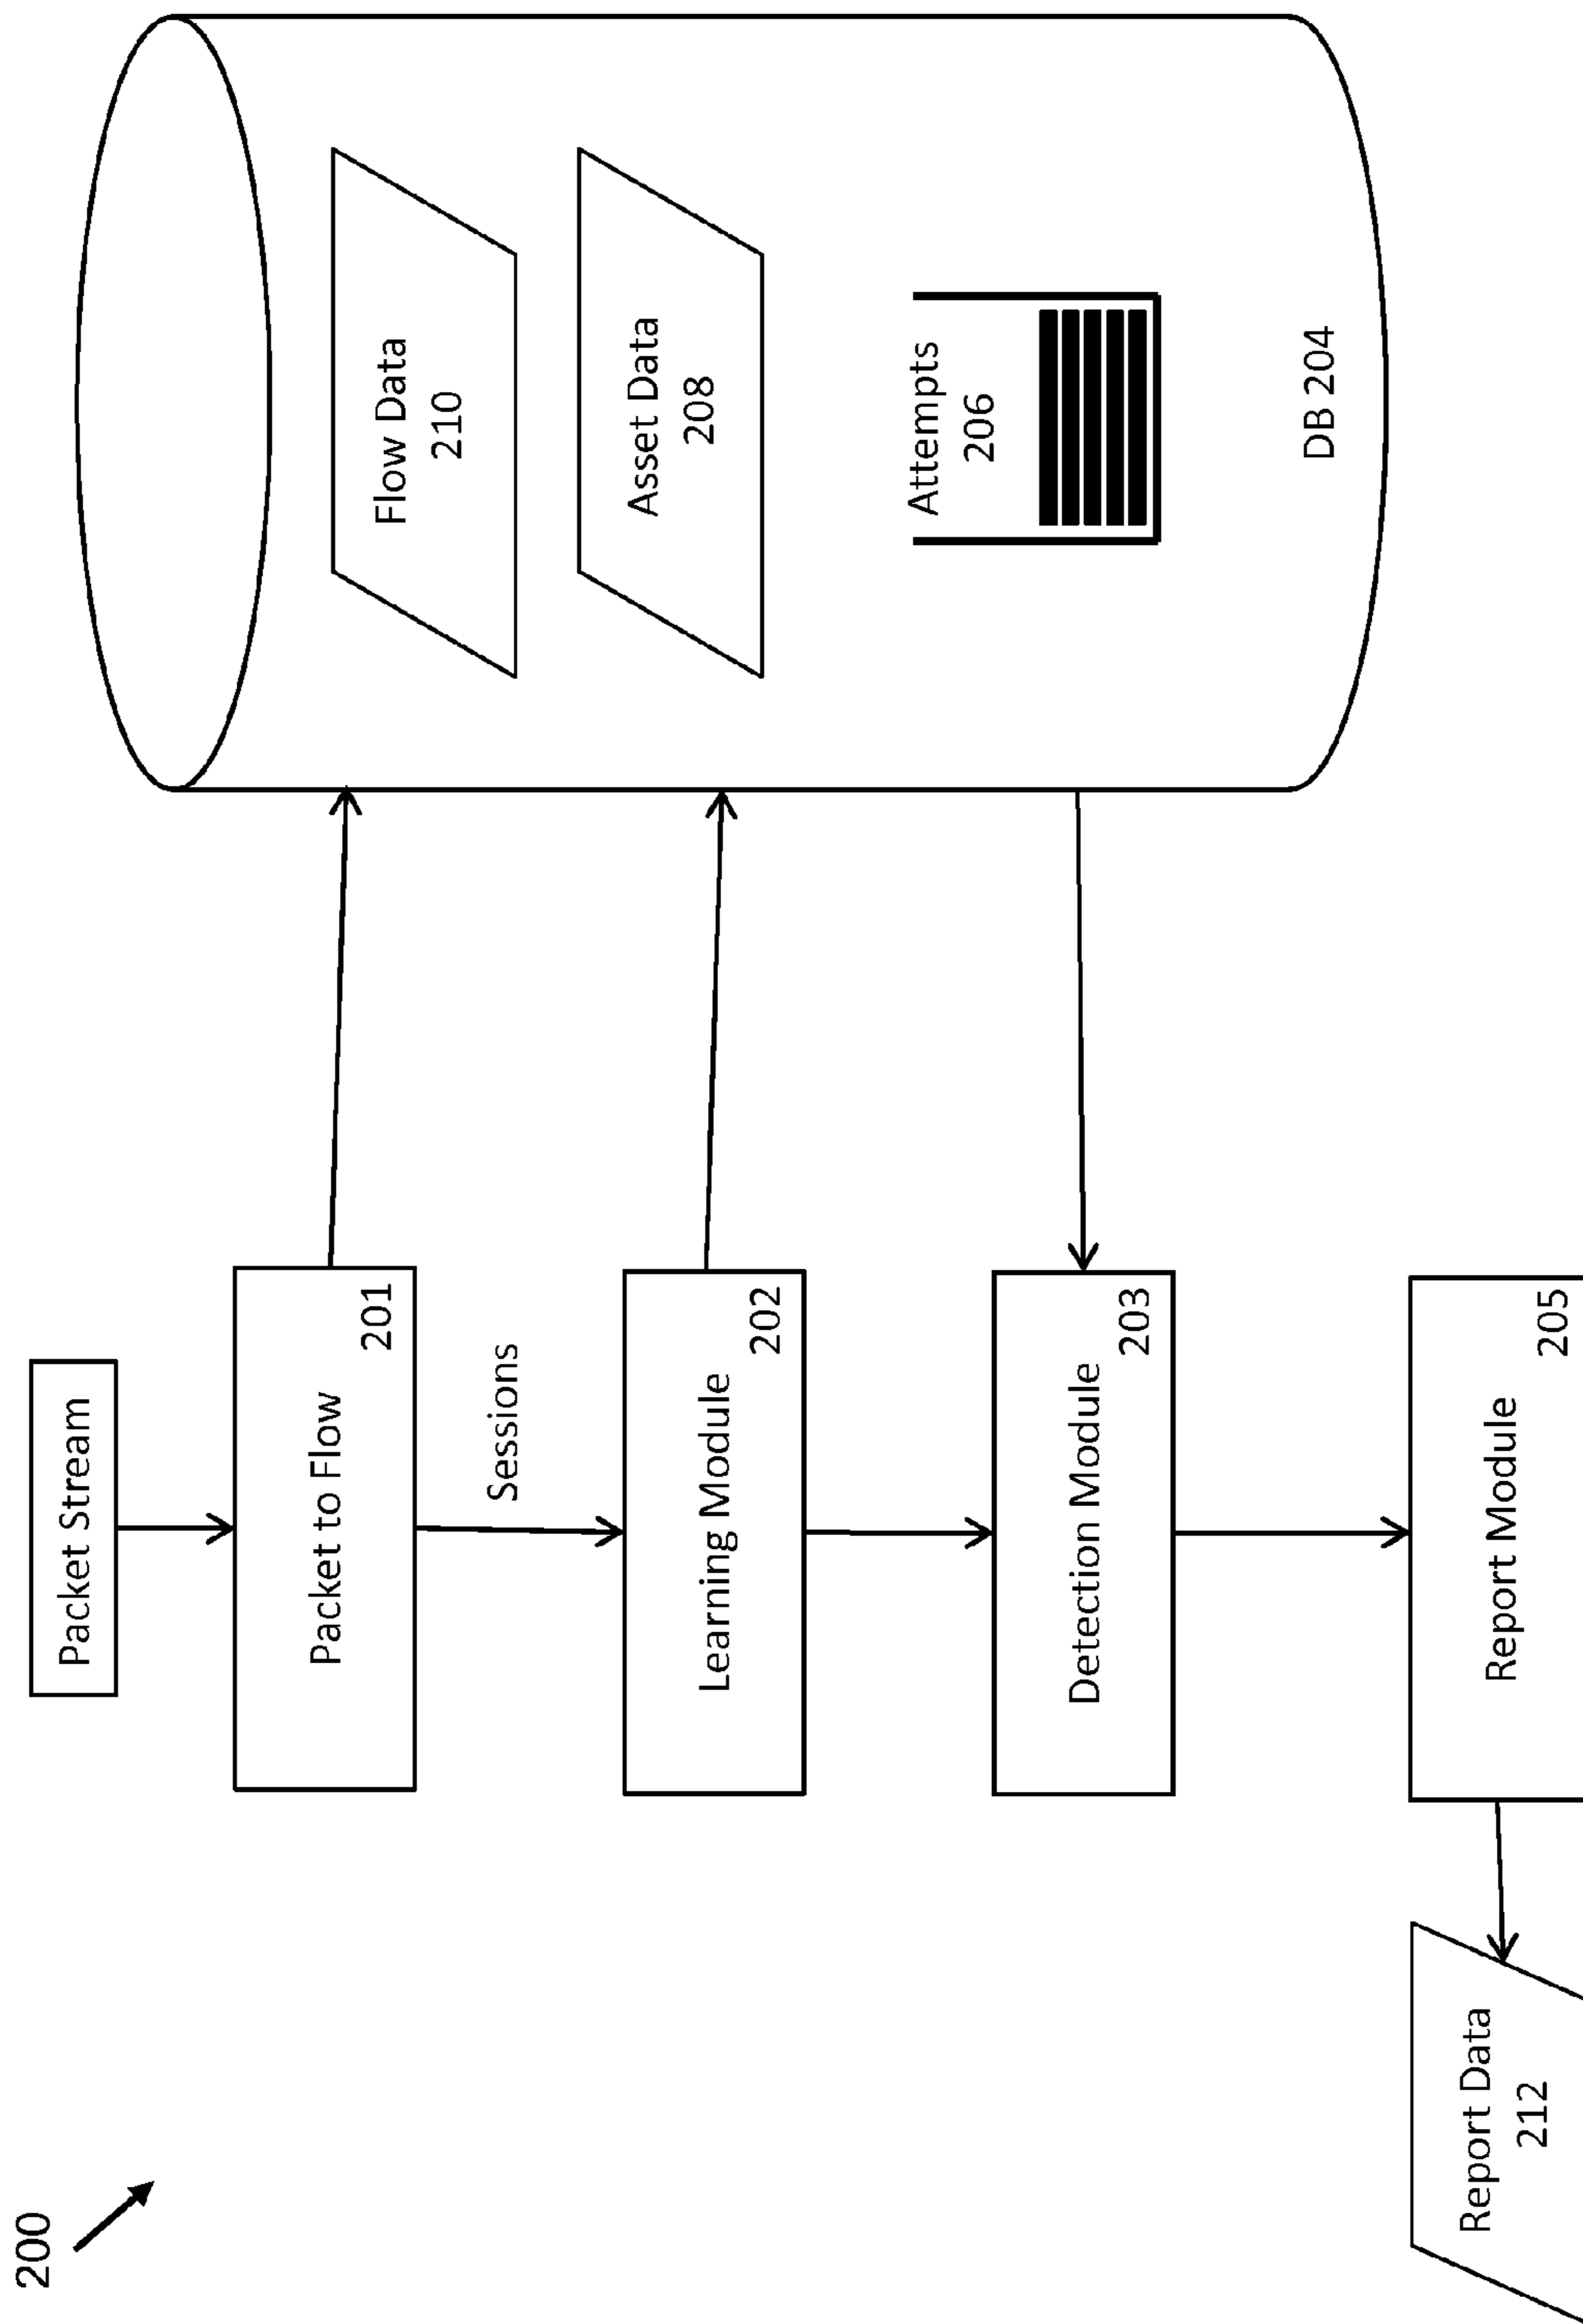 200
Packet Stream
Packet to Flow
201
Sessions
Learning Module
202
Detection Module
203
Report Module
205
Report Data
212
Flow Data
210
Asset Data
208
Attempts
206
DB 204